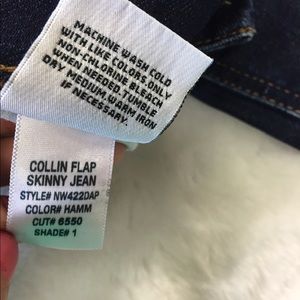 MACHINE WASH COLD
WITH LIKE COLORS.ONLY
NON-CHLORINE BLEACH
WHEN NEEDED.TUMBLE
DRY MEDIUM.WARM IRON
IF NECESSARY.
COLLIN FLAP
SKINNY JEAN
STYLE# NW422DAP
COLOR# HAMM
CUT# 6550
SHADE# 1